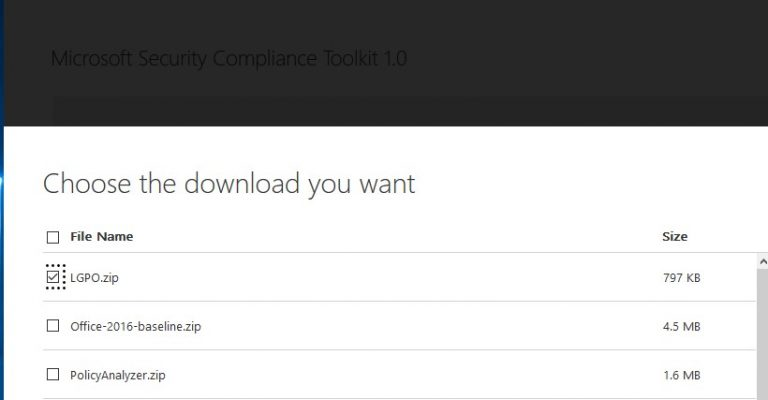 Microsoft Security Compliance Toolkit 1.0
Choose the download you want
File Name Size
LGPO.zip 797 KB
Office-2016-baseline.zip 4.5 MB
PolicyAnalyzer.zip 1.6 MB